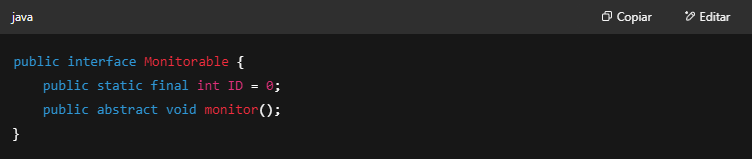 java Copiar Editar
public interface Monitorable {
    public static final int ID = 0;
    public abstract void monitor();
}